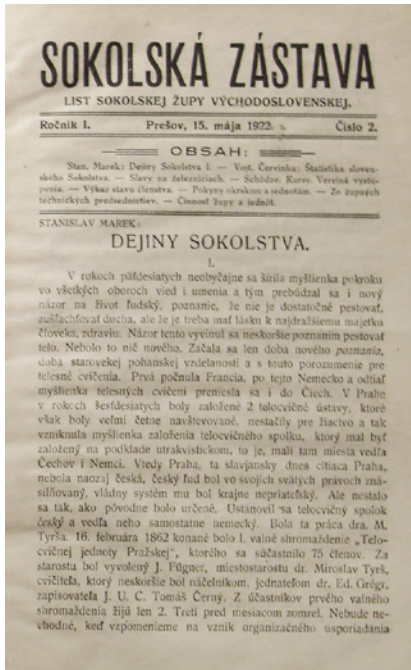 SOKOLSKÁ ZÁSTAVA
LIST SOKOLSKEJ ŽUPY VÝCHODOSLOVENSKEJ.
Ročník I. Prešov, 15. mája 1922. Číslo 2.
OBSAH:
Stan. Marek: Dejiny Sokolstva I. — Vojt. Červinka: Štatistika sloven-
ského Sokolstva. — Slavy na železniciach. — Schôdze. Kursy. Verejná vystú-
penia. — Výkaz stavu členstva. — Pokyny okrskom a jednotám. — Zo župných
technických predsedníctiev. — Činnosť župy a jednôt.
STANISLAV MAREK:
DEJINY SOKOLSTVA.
I.
V rokoch päťdesiatych neobyčajne sa šírila myšlienka pokroku
vo všetkých oboroch vied i umenia a tým prebúdzal sa i nový
názor na život ľudský, poznanie, že nie je dostatočné pestovať,
zušľachťovať ducha, ale že je treba mať lásku k najdražšiemu majetku
človeka, zdraviu. Názor tento vyvinul sa neskoršie poznaním pestovať
telo. Nebolo to nič nového. Začala sa len doba nového poznania,
doba starovekej pohanskej vzdelanosti a s touto porozumenie pre
telesné cvičenia. Prvá počnula Francia, po tejto Nemecko a odtiaľ
myšlienka telesných cvičení preniesla sa i do Čiech. V Prahe
v rokoch šesťdesiatych boly založené 2 telocvičné ústavy, ktoré
však boly veľmi četne navštevované, nestačily pre žiactvo a tak
vzniknula myšlienka založenia telocvičného spolku, ktorý mal byť
založený na podklade utrakvistickom, to je, mali tam miesta vedľa
Čechov i Nemci. Vtedy Praha, ta slavjansky dnes cítiaca Praha,
nebola naozaj česká, český ľud bol vo svojích svätých právoch zná-
silňovaný, vládny systém mu bol krajne nepriateľský. Ale nestalo
sa tak, ako pôvodne bolo určené. Ustanovil sa telocvičný spolok
český a vedľa neho samostatne nemecký. Bola ta práca dra. M.
Tyrša. 16. februára 1862 konané bolo I. valné shromaždenie „Telo-
cvičnej jednoty Pražskej", ktorého sa súčastnilo 75 členov. Za
starostu bol vyvolený J. Fügner, miestostarostu dr. Miroslav Tyrš,
cvičiteľa, ktorý neskoršie bol náčelníkom, jednateľom dr. Ed. Grégr,
zapisovateľa J. U. C. Tomáš Černý. Z účastníkov prvého valného
shromaždenia žijú len 2. Tretí pred mesiacom zomrel. Nebude ne-
vhodné, keď vzpomenieme na vznik organizačného usporiadania